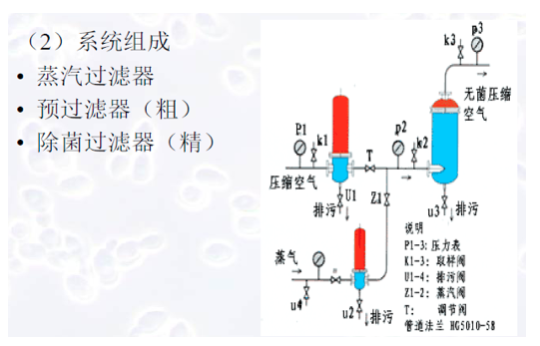 （2）系统组成
• 蒸汽过滤器
• 预过滤器（粗）
• 除菌过滤器（精）
p3
k3
无菌压缩
空气
P1
k1
T
p2
k2
压缩空气
U1
排污
Z1
u3
排污
蒸气
u4
u2
排污
说明
P1-3：压力表
K1-3：取样阀
U1-4：排污阀
Z1-2：蒸汽阀
T：  调节阀
管道法兰 HG5010-58